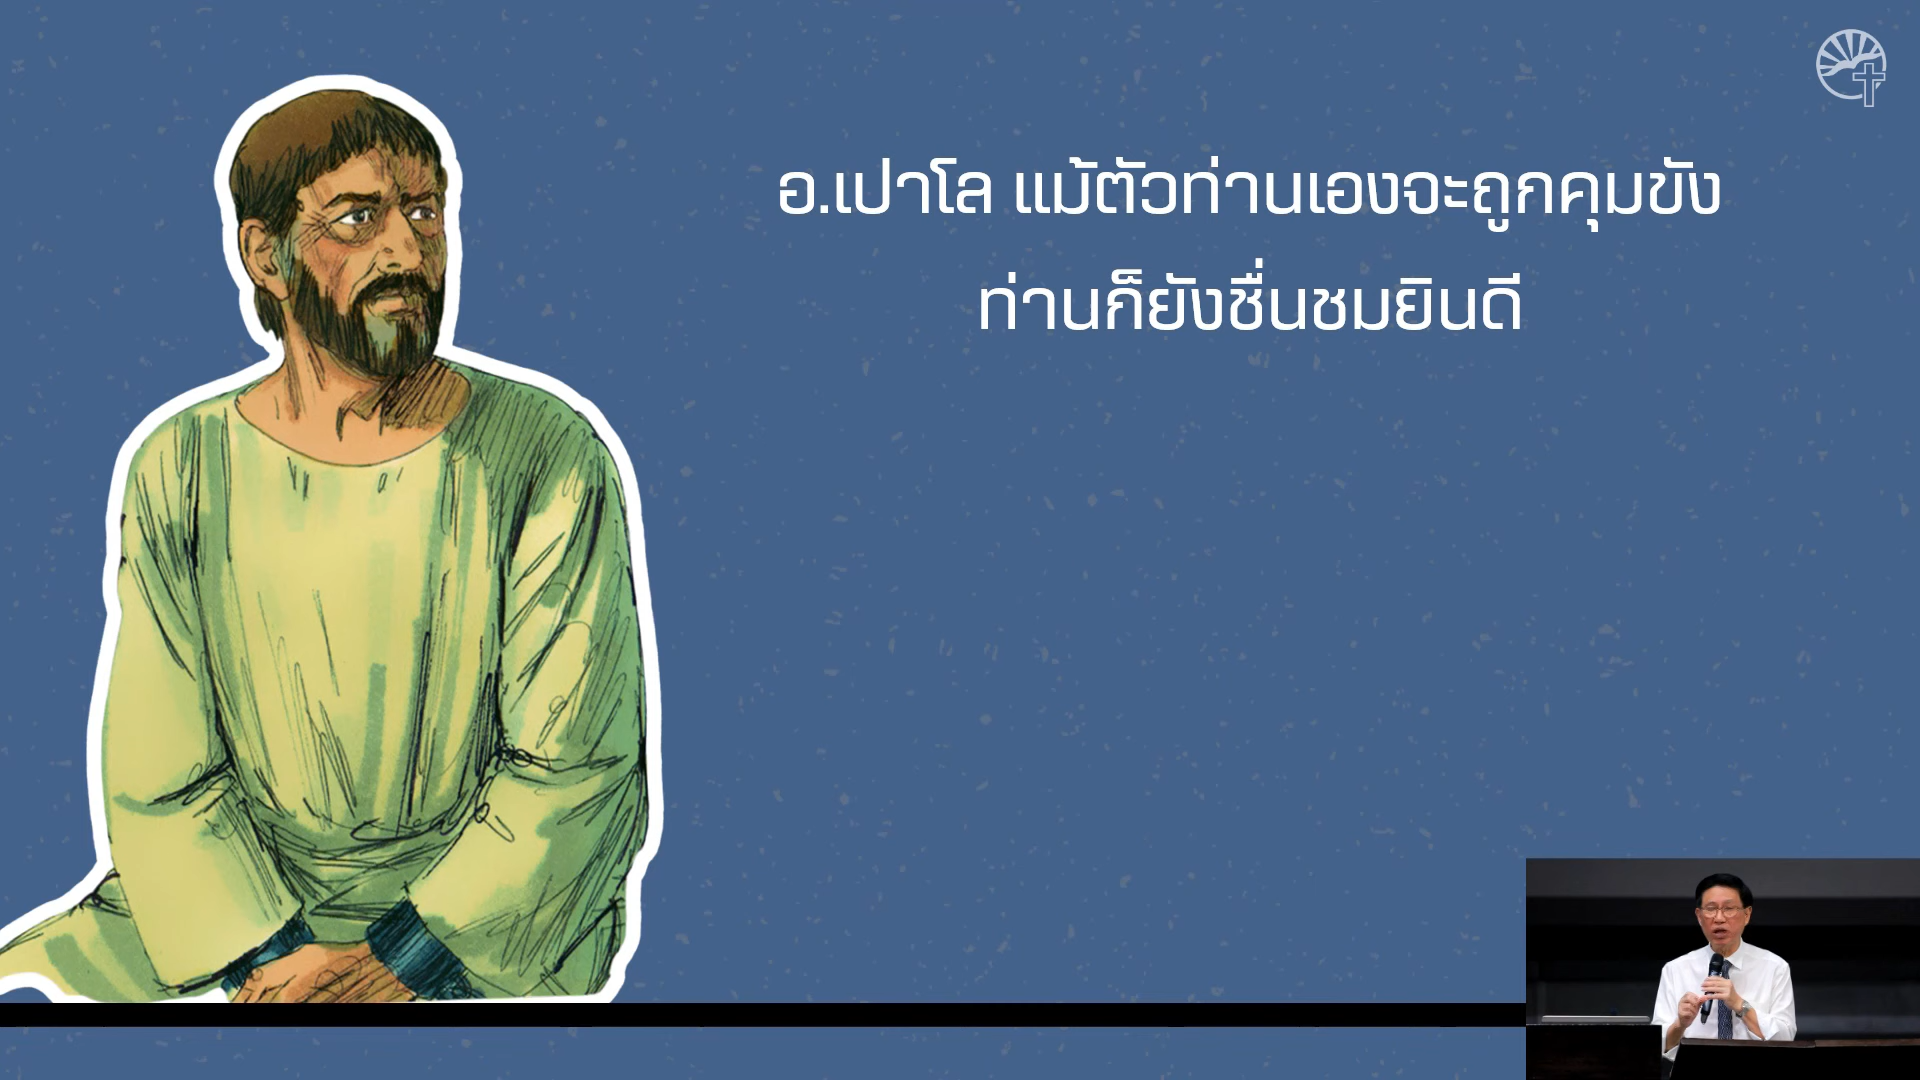 อ.เปาโล แม้ตัวท่านเองจะถูกคุมขัง
ท่านก็ยังชื่นชมยินดี